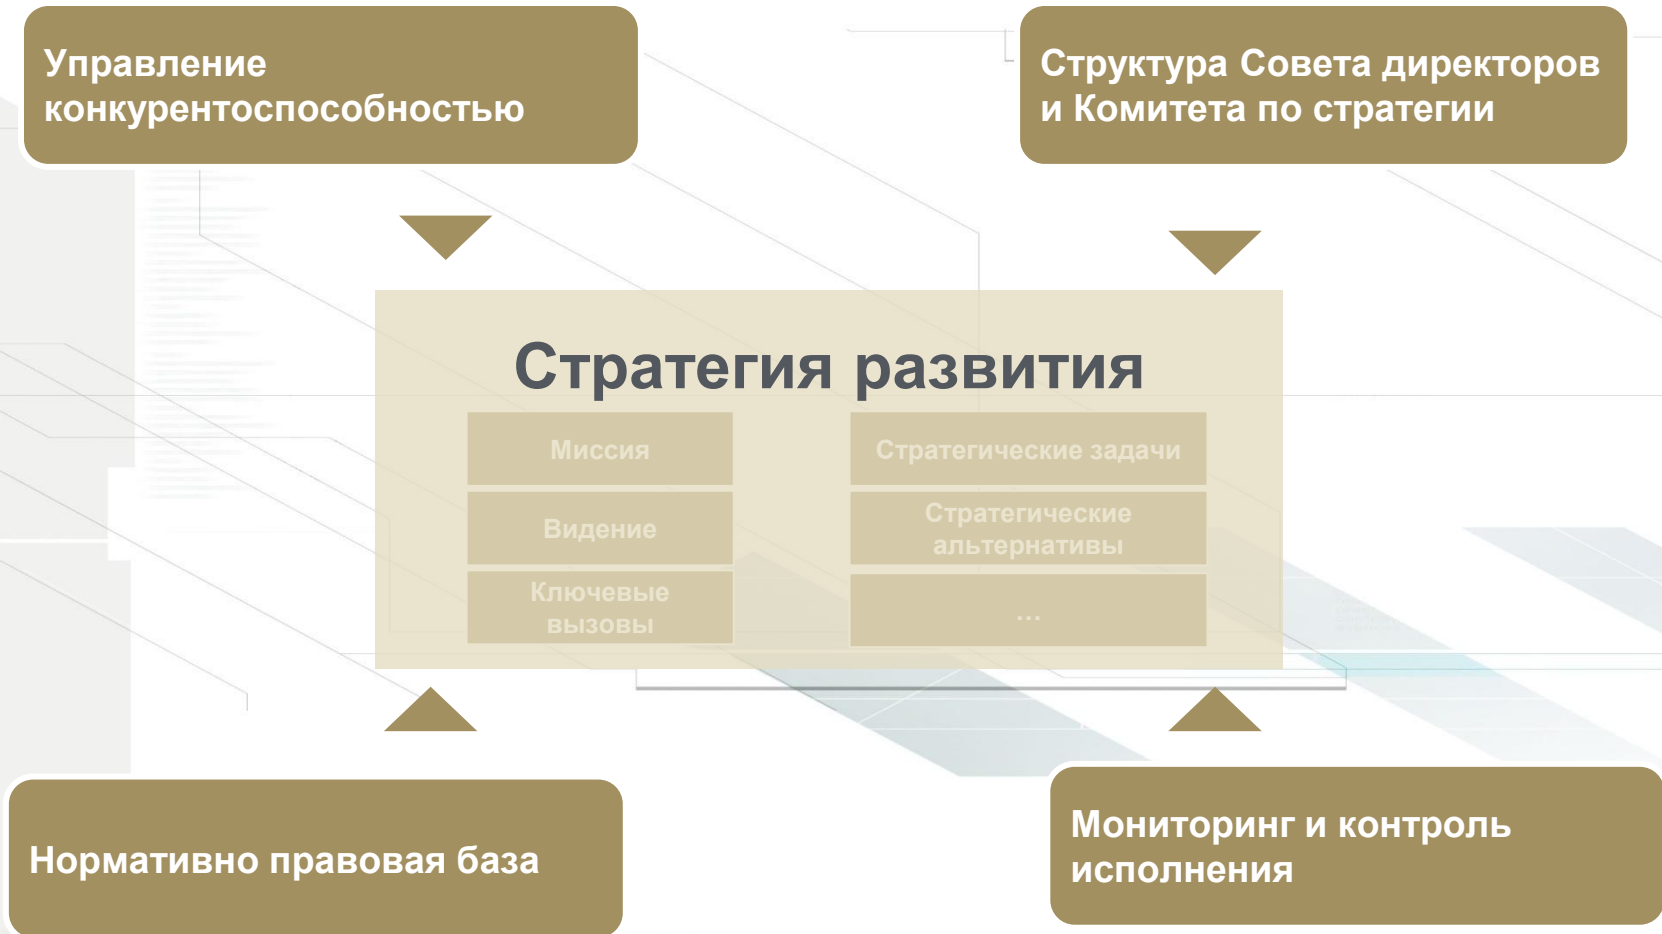 Управление
конкурентоспособностью
Структура Совета директоров
и Комитета по стратегии
Стратегия развития
Миссия
Стратегические задачи
Видение
Стратегические
альтернативы
Ключевые
вызовы
...
Нормативно правовая база
Мониторинг и контроль
исполнения